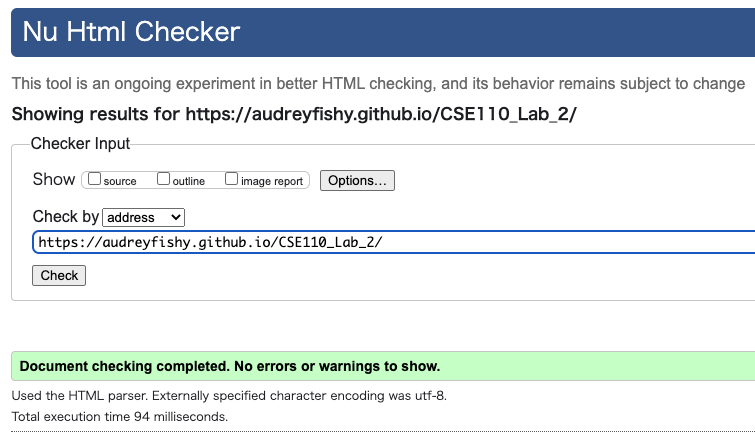 Nu Html Checker
This tool is an ongoing experiment in better HTML checking, and its behavior remains subject to change
Showing results for https://audreyfishy.github.io/CSE110_Lab_2/
Checker Input
Show source outline image report Options...
Check by address
https://audreyfishy.github.io/CSE110_Lab_2/
Check
Document checking completed. No errors or warnings to show.
Used the HTML parser. Externally specified character encoding was utf-8.
Total execution time 94 milliseconds.